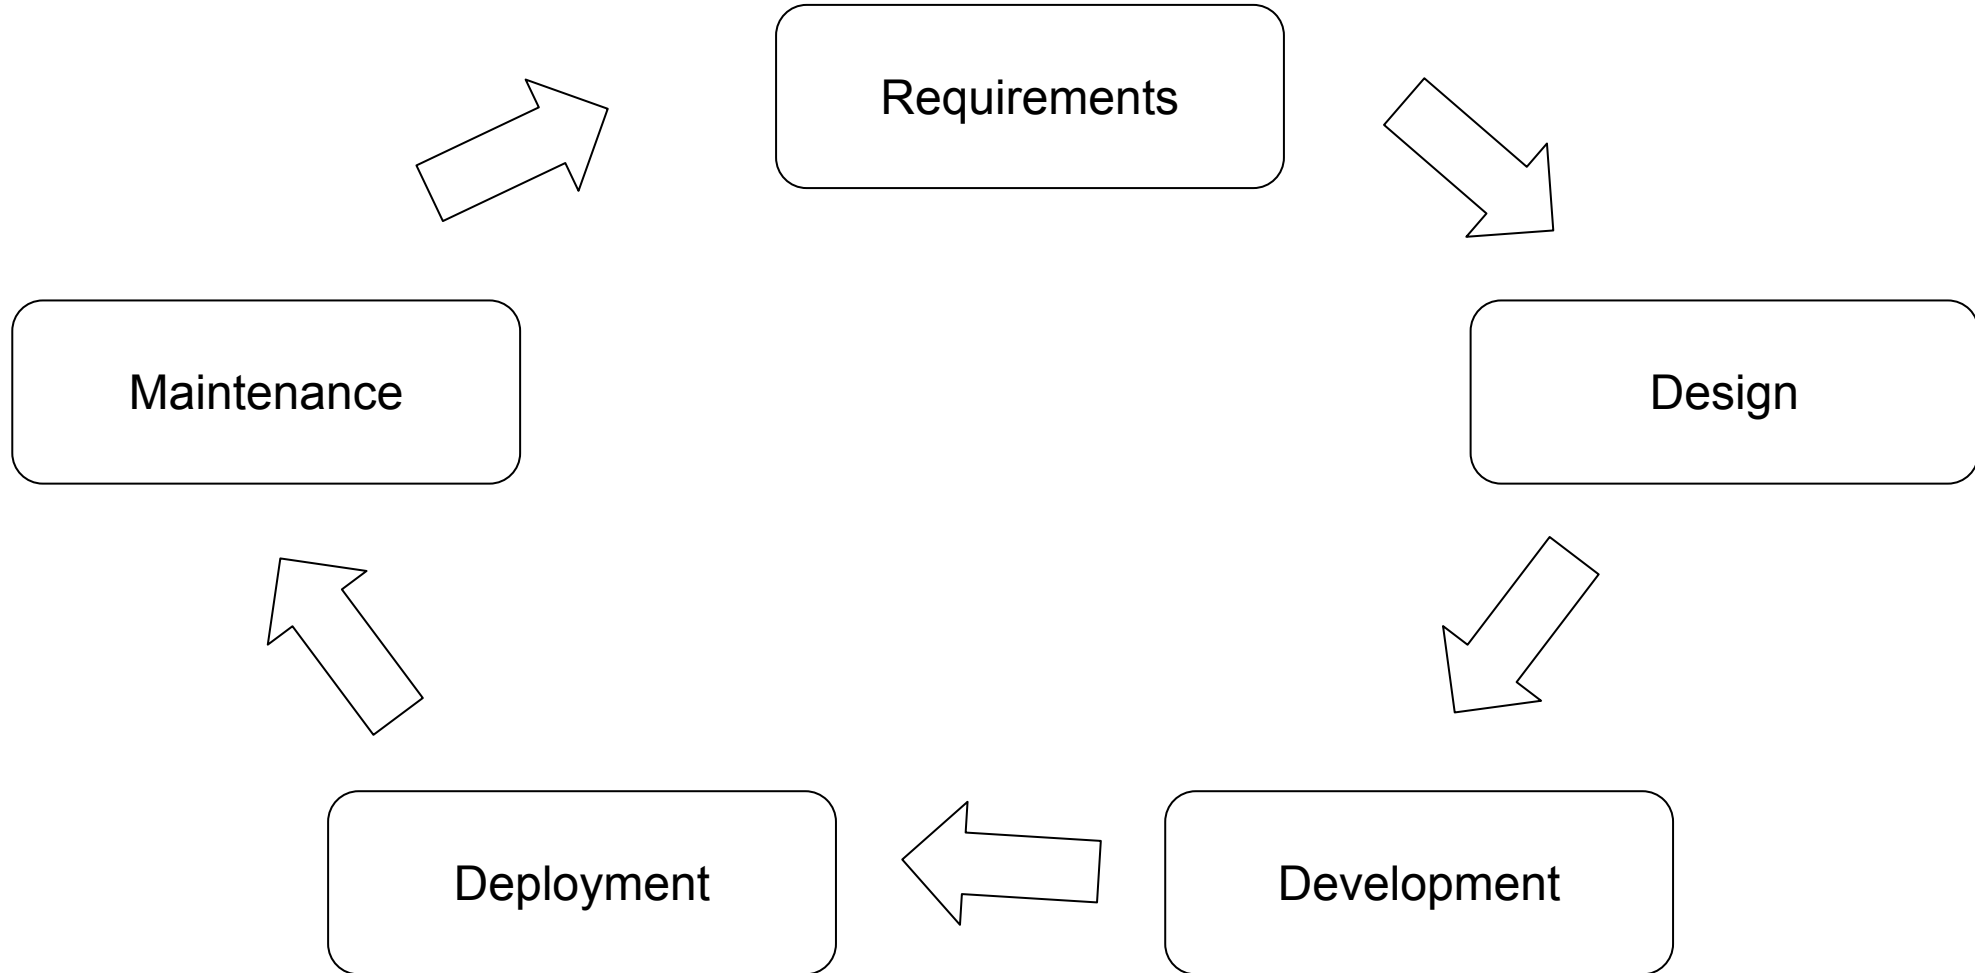 Requirements
Design
Development
Deployment
Maintenance